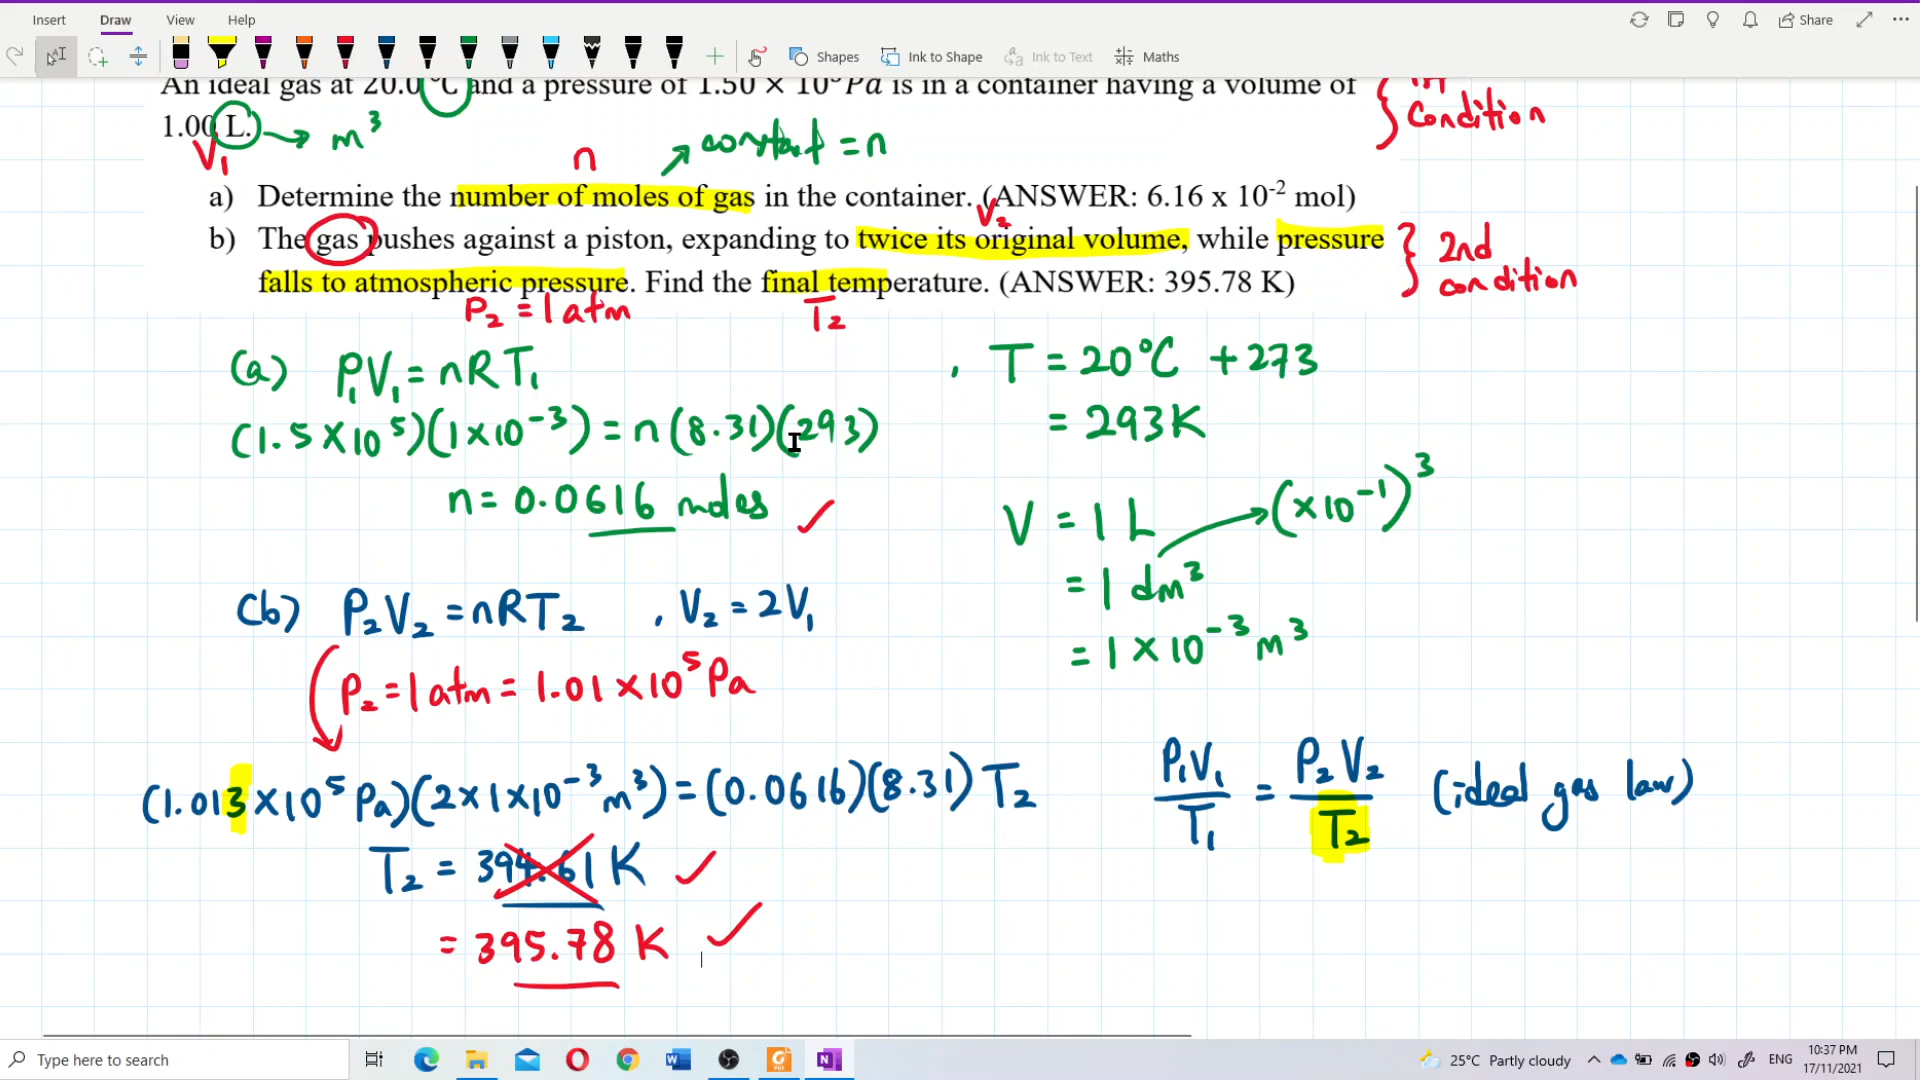 Insert Draw View Help
Share
Shapes Ink to Shape Ink to Text Maths
An ideal gas at 20.0 °C and a pressure of 1.50 × 10⁵ Pa is in a container having a volume of
1.00 L. → m³
condition
V₁
n
constant = n
a) Determine the number of moles of gas in the container. (ANSWER: 6.16 x 10⁻² mol)
V₂
b) The gas pushes against a piston, expanding to twice its original volume, while pressure
falls to atmospheric pressure. Find the final temperature. (ANSWER: 395.78 K)
2nd
condition
P₂ = 1 atm
T₂
(a) P₁V₁ = nRT₁
(1.5 × 10⁵)(1×10⁻³) = n(8.31)(293)
n = 0.0616 moles ✓
, T = 20°C + 273
= 293K
V = 1 L → (×10⁻¹)³
= 1 dm³
= 1 × 10⁻³ m³
(b) P₂V₂ = nRT₂ , V₂ = 2V₁
P₂ = 1 atm = 1.01 × 10⁵ Pa
(1.013 × 10⁵ Pa)(2×1×10⁻³ m³) = (0.0616)(8.31) T₂
T₂ = 394.61 K ✓
= 395.78 K ✓
P₁V₁/T₁ = P₂V₂/T₂ (ideal gas law)
Type here to search
25°C Partly cloudy
ENG
10:37 PM
17/11/2021